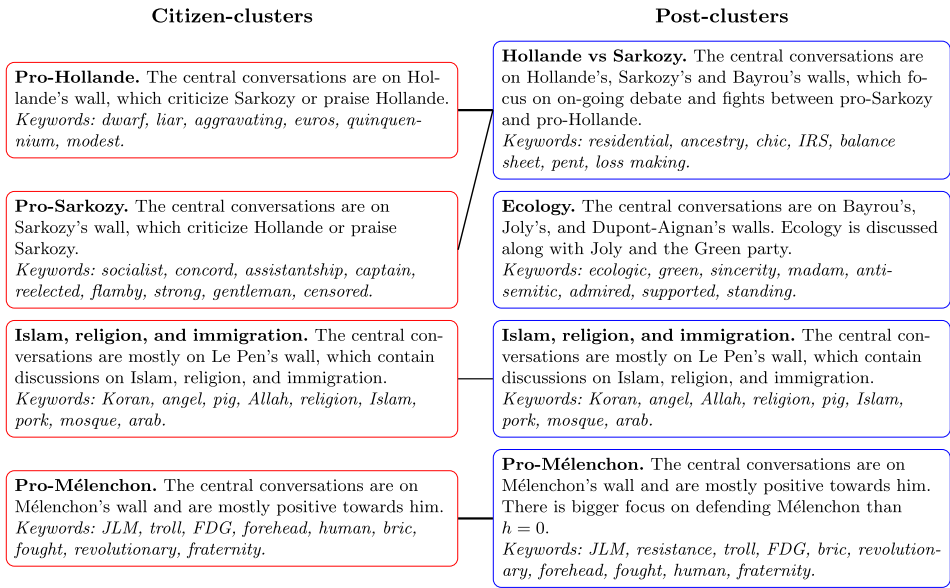 Citizen-clusters
Pro-Hollande. The central conversations are on Hol-
lande's wall, which criticize Sarkozy or praise Hollande.
Keywords: dwarf, liar, aggravating, euros, quinquen-
nium, modest.
Pro-Sarkozy. The central conversations are on
Sarkozy's wall, which criticize Hollande or praise
Sarkozy.
Keywords: socialist, concord, assistantship, captain,
reelected, flamby, strong, gentleman, censored.
Islam, religion, and immigration. The central con-
versations are mostly on Le Pen's wall, which contain
discussions on Islam, religion, and immigration.
Keywords: Koran, angel, pig, Allah, religion, Islam,
pork, mosque, arab.
Pro-Mélenchon. The central conversations are on
Mélenchon's wall and are mostly positive towards him.
Keywords: JLM, troll, FDG, forehead, human, bric,
fought, revolutionary, fraternity.
Post-clusters
Hollande vs Sarkozy. The central conversations are
on Hollande's, Sarkozy's and Bayrou's walls, which fo-
cus on on-going debate and fights between pro-Sarkozy
and pro-Hollande.
Keywords: residential, ancestry, chic, IRS, balance
sheet, pent, loss making.
Ecology. The central conversations are on Bayrou's,
Joly's, and Dupont-Aignan's walls. Ecology is discussed
along with Joly and the Green party.
Keywords: ecologic, green, sincerity, madam, anti-
semitic, admired, supported, standing.
Islam, religion, and immigration. The central con-
versations are mostly on Le Pen's wall, which contain
discussions on Islam, religion, and immigration.
Keywords: Koran, angel, Allah, religion, pig, Islam,
pork, mosque, arab.
Pro-Mélenchon. The central conversations are on
Mélenchon's wall and are mostly positive towards him.
There is bigger focus on defending Mélenchon than
h = 0.
Keywords: JLM, resistance, troll, FDG, bric, revolution-
ary, forehead, fought, human, fraternity.